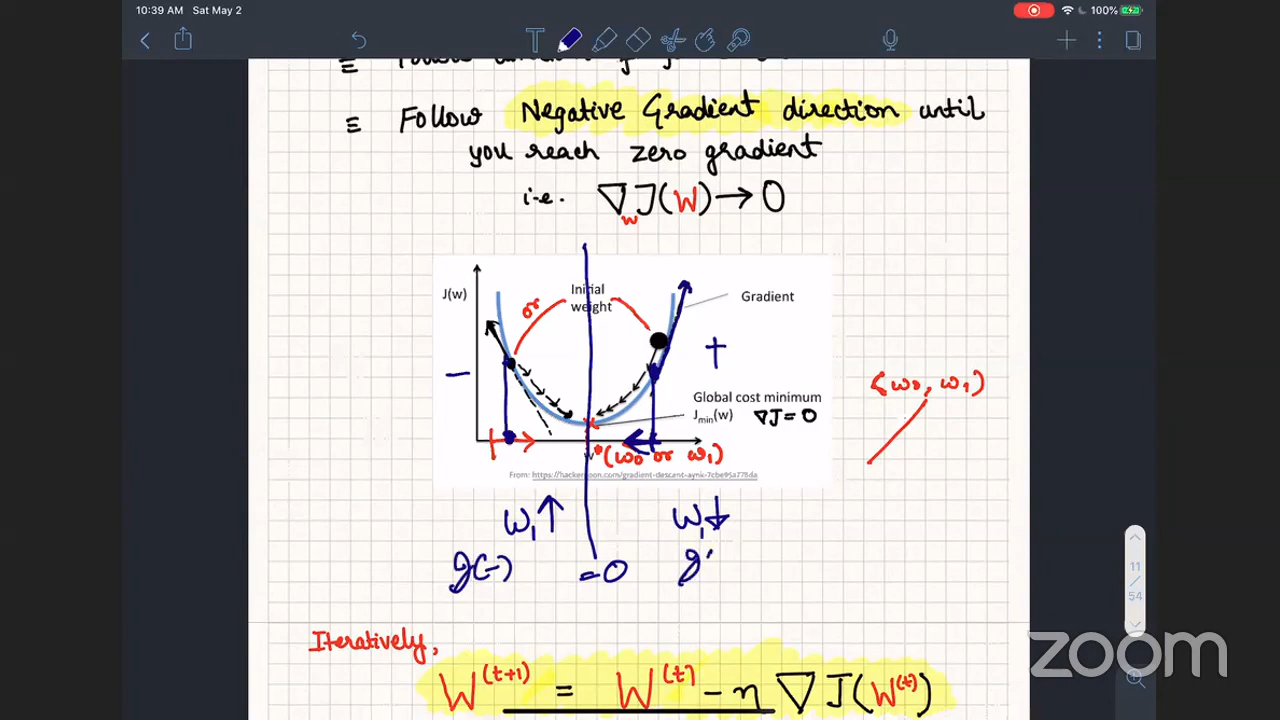 10:39 AM Sat May 2
100%
≡ Follow
≡ Follow Negative Gradient direction until
you reach zero gradient
i.e. ∇w J(W) → 0
J(w)
or
Initial
weight
Gradient
+
−
(w0, w1)
Global cost minimum
Jmin(w) ∇J = 0
w* (w0 or w1)
From: https://hackernoon.com/gradient-descent-aynk-7cbe95a778da
w1↑ w1↓
g(−) = 0 g
11
/
54
Iteratively,
zoom
W(t+1) = W(t) − η ∇J(W(t))